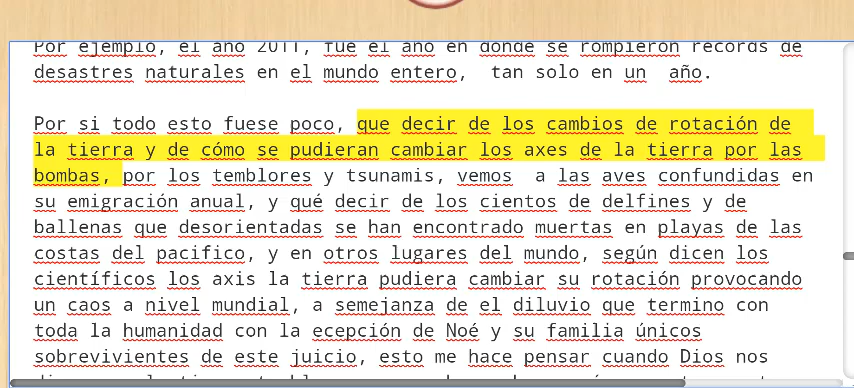 Por ejemplo, el año 2011, fue el año en donde se rompieron records de
desastres naturales en el mundo entero, tan solo en un año.
Por si todo esto fuese poco, que decir de los cambios de rotación de
la tierra y de cómo se pudieran cambiar los axes de la tierra por las
bombas, por los temblores y tsunamis, vemos a las aves confundidas en
su emigración anual, y qué decir de los cientos de delfines y de
ballenas que desorientadas se han encontrado muertas en playas de las
costas del pacifico, y en otros lugares del mundo, según dicen los
científicos los axis la tierra pudiera cambiar su rotación provocando
un caos a nivel mundial, a semejanza de el diluvio que termino con
toda la humanidad con la ecepción de Noé y su familia únicos
sobrevivientes de este juicio, esto me hace pensar cuando Dios nos